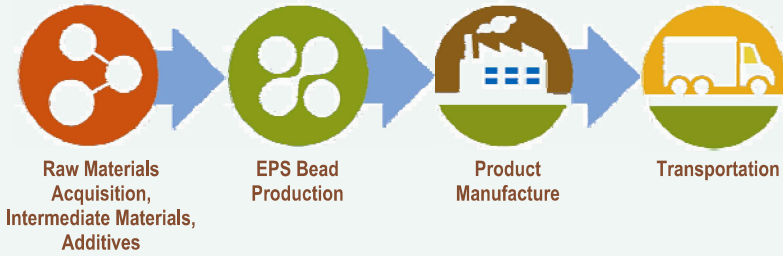 Raw Materials
Acquisition,
Intermediate Materials,
Additives
EPS Bead
Production
Product
Manufacture
Transportation